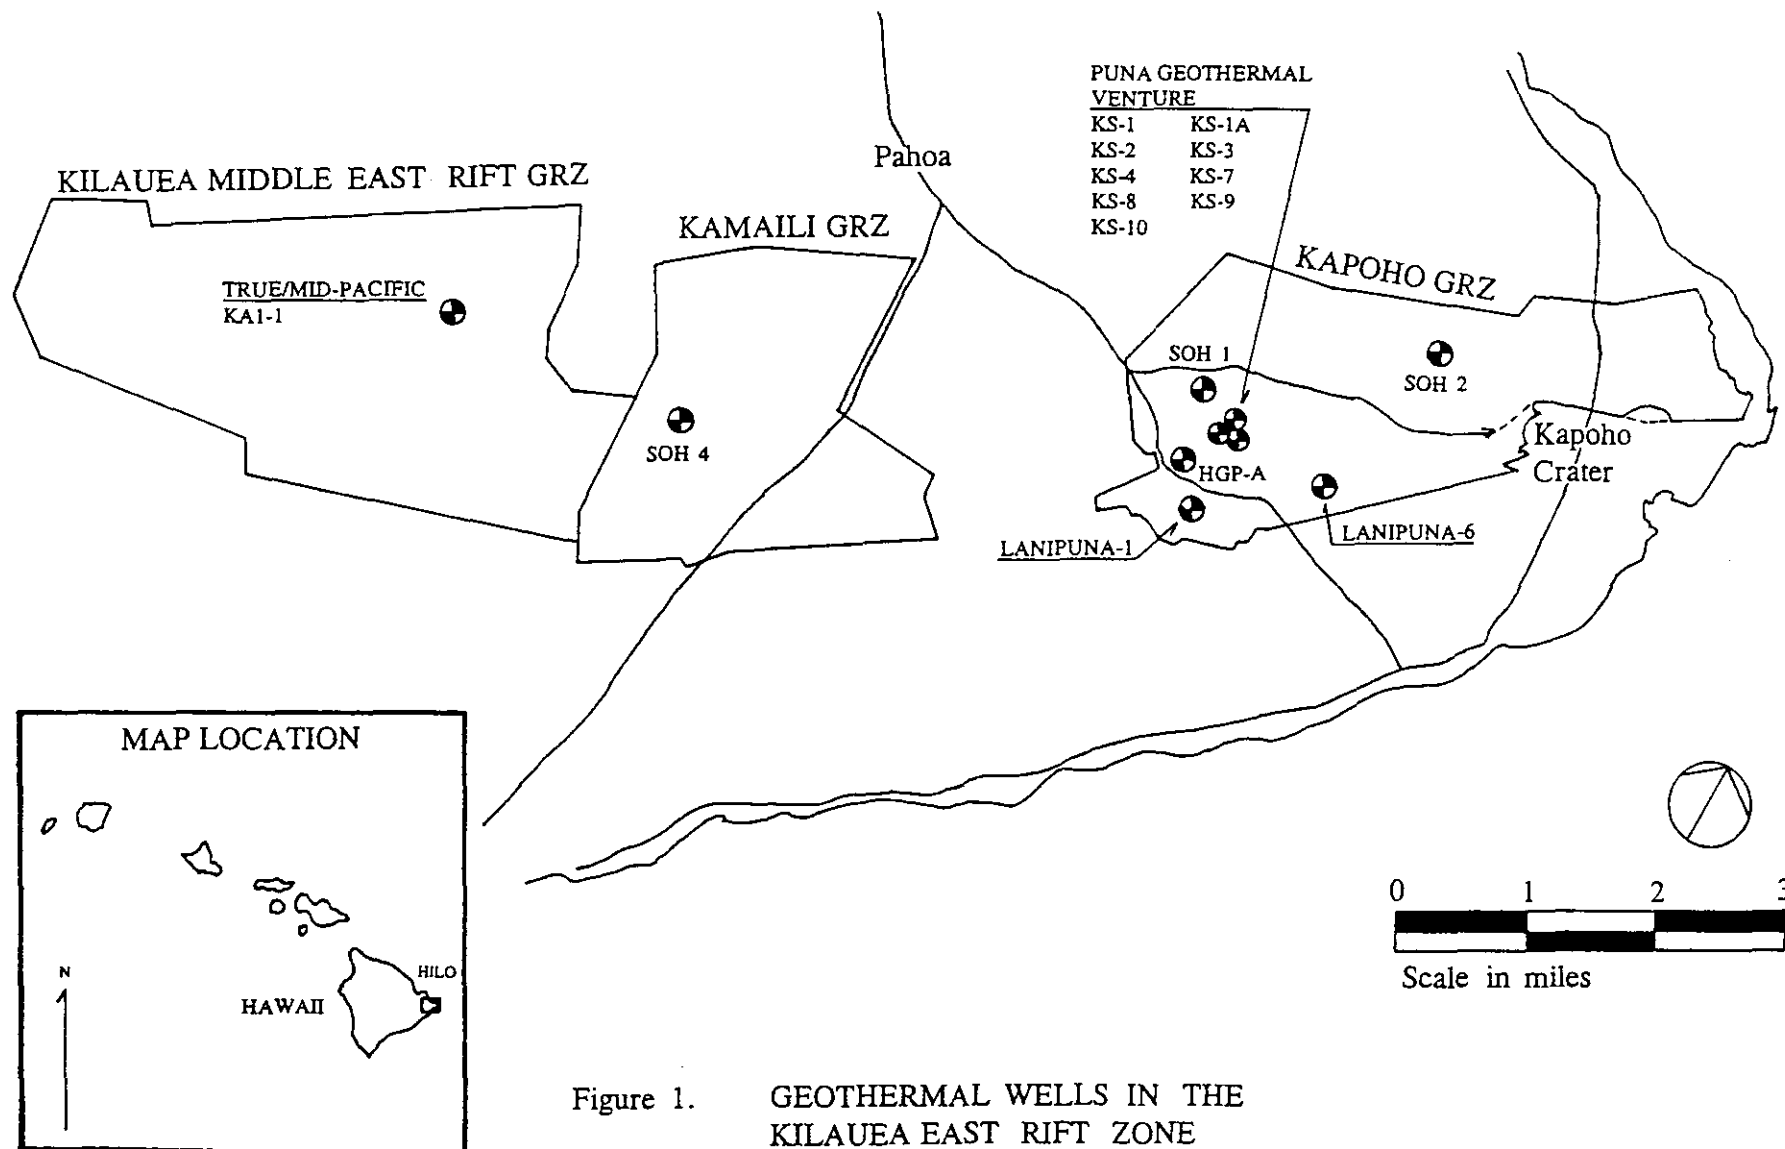 PUNA GEOTHERMAL
VENTURE
KS-1 KS-1A
KS-2 KS-3
KS-4 KS-7
KS-8 KS-9
KS-10
Pahoa
KILAUEA MIDDLE EAST RIFT GRZ
KAMAILI GRZ
KAPOHO GRZ
TRUE/MID-PACIFIC
KA1-1
SOH 1
SOH 2
SOH 4
HGP-A
Kapoho
Crater
LANIPUNA-1
LANIPUNA-6
MAP LOCATION
N
HILO
HAWAII
0 1 2 3
Scale in miles
Figure 1. GEOTHERMAL WELLS IN THE
KILAUEA EAST RIFT ZONE